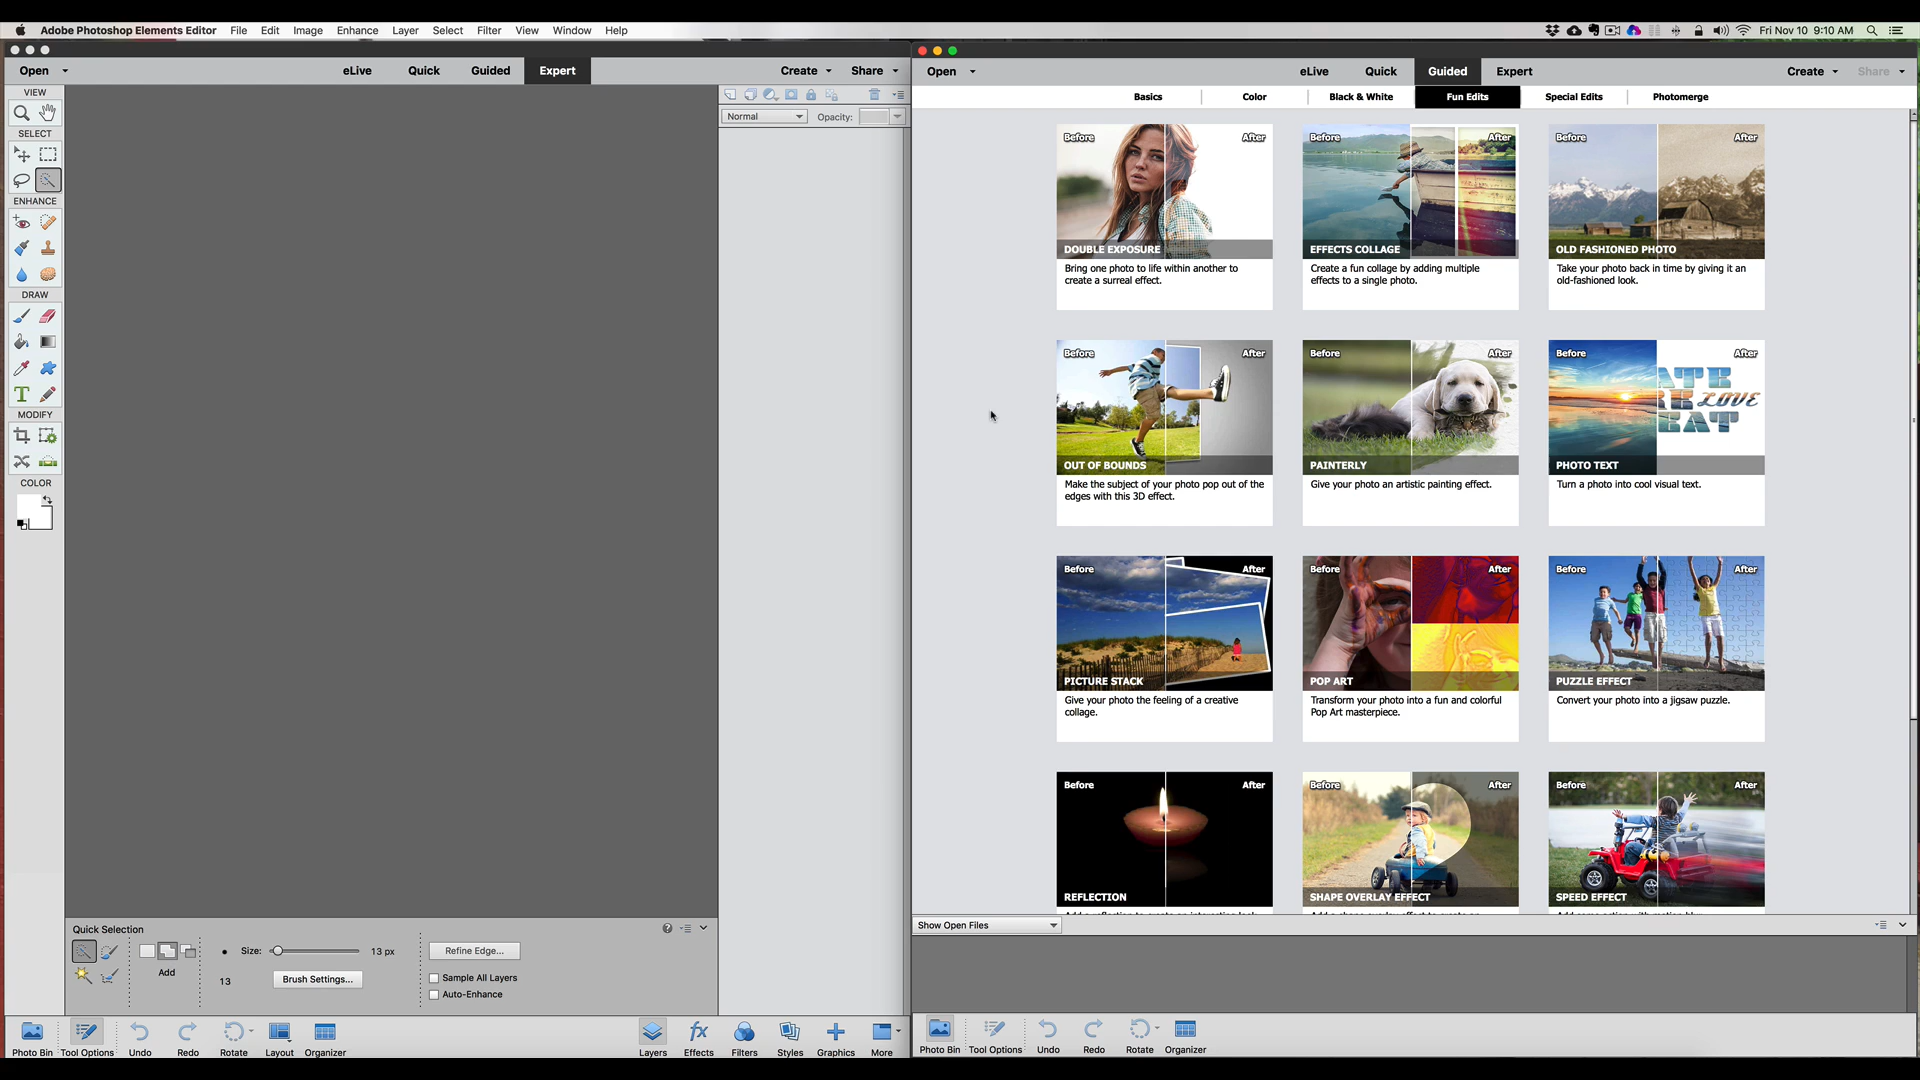 Adobe Photoshop Elements Editor File Edit Image Enhance Layer Select Filter View Window Help
Fri Nov 10 9:10 AM
Open eLive Quick Guided Expert Create Share
VIEW
SELECT
ENHANCE
DRAW
MODIFY
COLOR
Normal Opacity:
Quick Selection
Add
Size: 13 px
13
Brush Settings...
Refine Edge...
Sample All Layers
Auto-Enhance
Photo Bin Tool Options Undo Redo Rotate Layout Organizer Layers Effects Filters Styles Graphics More
Open eLive Quick Guided Expert Create Share
Basics Color Black & White Fun Edits Special Edits Photomerge
Before After
DOUBLE EXPOSURE
Bring one photo to life within another to
create a surreal effect.
Before After
EFFECTS COLLAGE
Create a fun collage by adding multiple
effects to a single photo.
Before After
OLD FASHIONED PHOTO
Take your photo back in time by giving it an
old-fashioned look.
Before After
OUT OF BOUNDS
Make the subject of your photo pop out of the
edges with this 3D effect.
Before After
PAINTERLY
Give your photo an artistic painting effect.
Before After
ATE
RE LOVE
EAT
PHOTO TEXT
Turn a photo into cool visual text.
Before After
PICTURE STACK
Give your photo the feeling of a creative
collage.
Before After
POP ART
Transform your photo into a fun and colorful
Pop Art masterpiece.
Before After
PUZZLE EFFECT
Convert your photo into a jigsaw puzzle.
Before After
REFLECTION
Before After
SHAPE OVERLAY EFFECT
Before After
SPEED EFFECT
Show Open Files
Photo Bin Tool Options Undo Redo Rotate Organizer